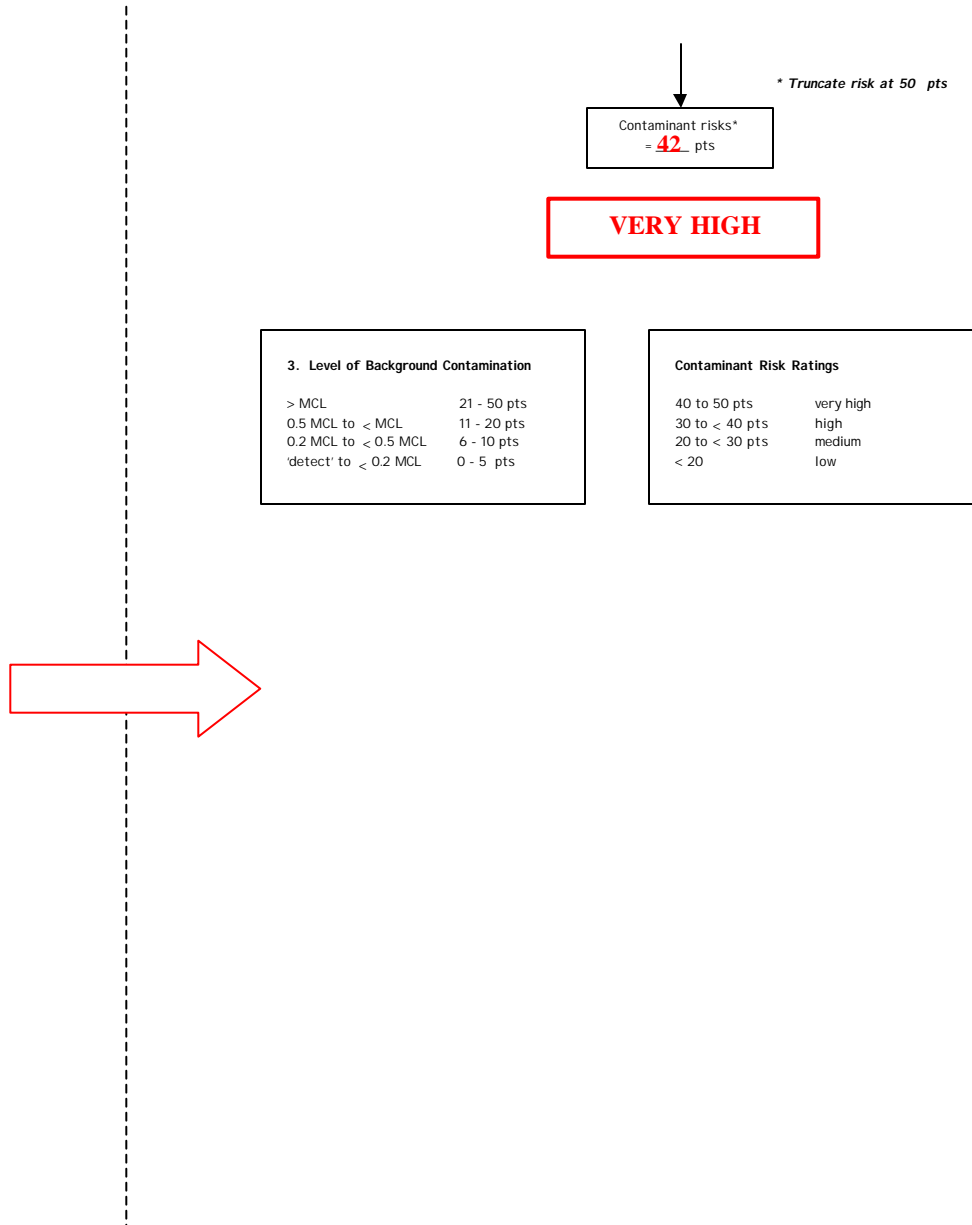 * Truncate risk at 50 pts
Contaminant risks*
= 42 pts
VERY HIGH
3. Level of Background Contamination
> MCL 21 - 50 pts
0.5 MCL to < MCL 11 - 20 pts
0.2 MCL to < 0.5 MCL 6 - 10 pts
'detect' to < 0.2 MCL 0 - 5 pts
Contaminant Risk Ratings
40 to 50 pts very high
30 to < 40 pts high
20 to < 30 pts medium
< 20 low